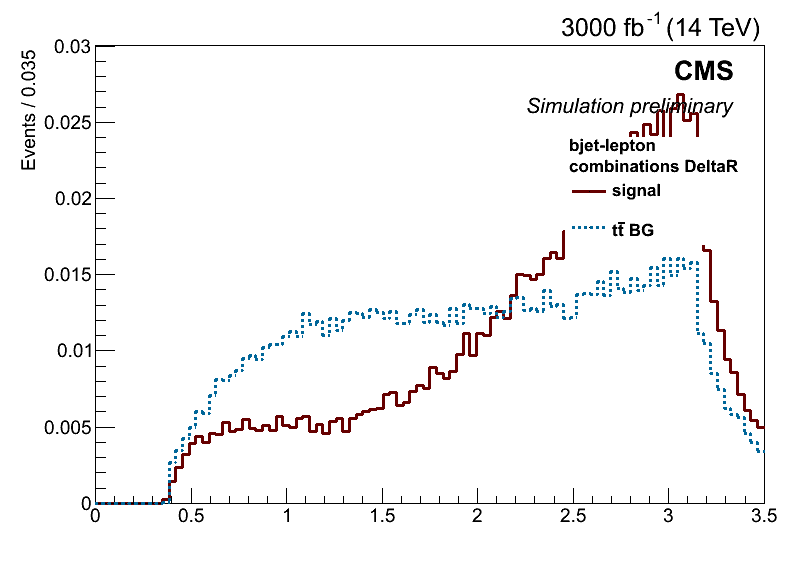 3000 fb-1 (14 TeV)
CMS
Simulation preliminary
bjet-lepton
combinations DeltaR
signal
tt̄ BG
Events / 0.035
0.03
0.025
0.02
0.015
0.01
0.005
0
0 0.5 1 1.5 2 2.5 3 3.5